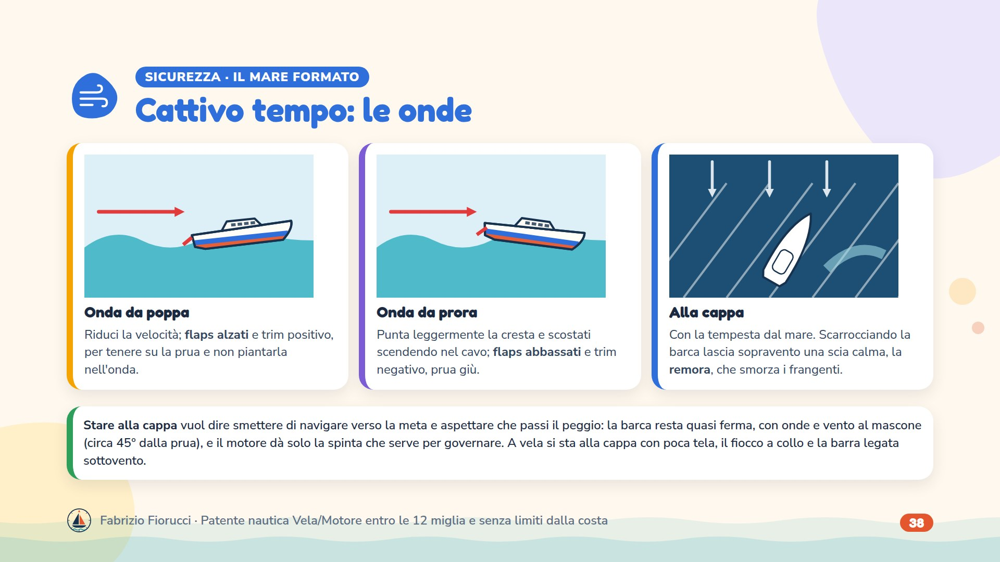 SICUREZZA · IL MARE FORMATO
Cattivo tempo: le onde
Onda da poppa
Riduci la velocità; flaps alzati e trim positivo,
per tenere su la prua e non piantarla
nell'onda.
Onda da prora
Punta leggermente la cresta e scostati
scendendo nel cavo; flaps abbassati e trim
negativo, prua giù.
Alla cappa
Con la tempesta dal mare. Scarrocciando la
barca lascia sopravento una scia calma, la
remora, che smorza i frangenti.
Stare alla cappa vuol dire smettere di navigare verso la meta e aspettare che passi il peggio: la barca resta quasi ferma, con onde e vento al mascone
(circa 45° dalla prua), e il motore dà solo la spinta che serve per governare. A vela si sta alla cappa con poca tela, il fiocco a collo e la barra legata
sottovento.
Fabrizio Fiorucci · Patente nautica Vela/Motore entro le 12 miglia e senza limiti dalla costa
38